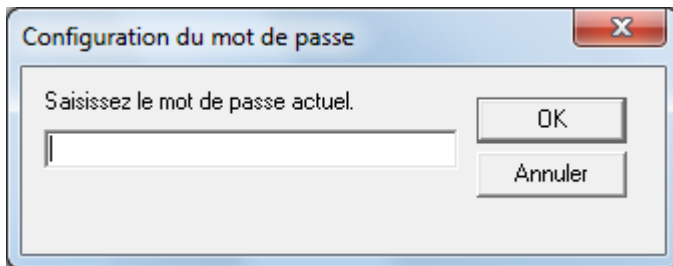 Configuration du mot de passe
Saisissez le mot de passe actuel.
OK
Annuler